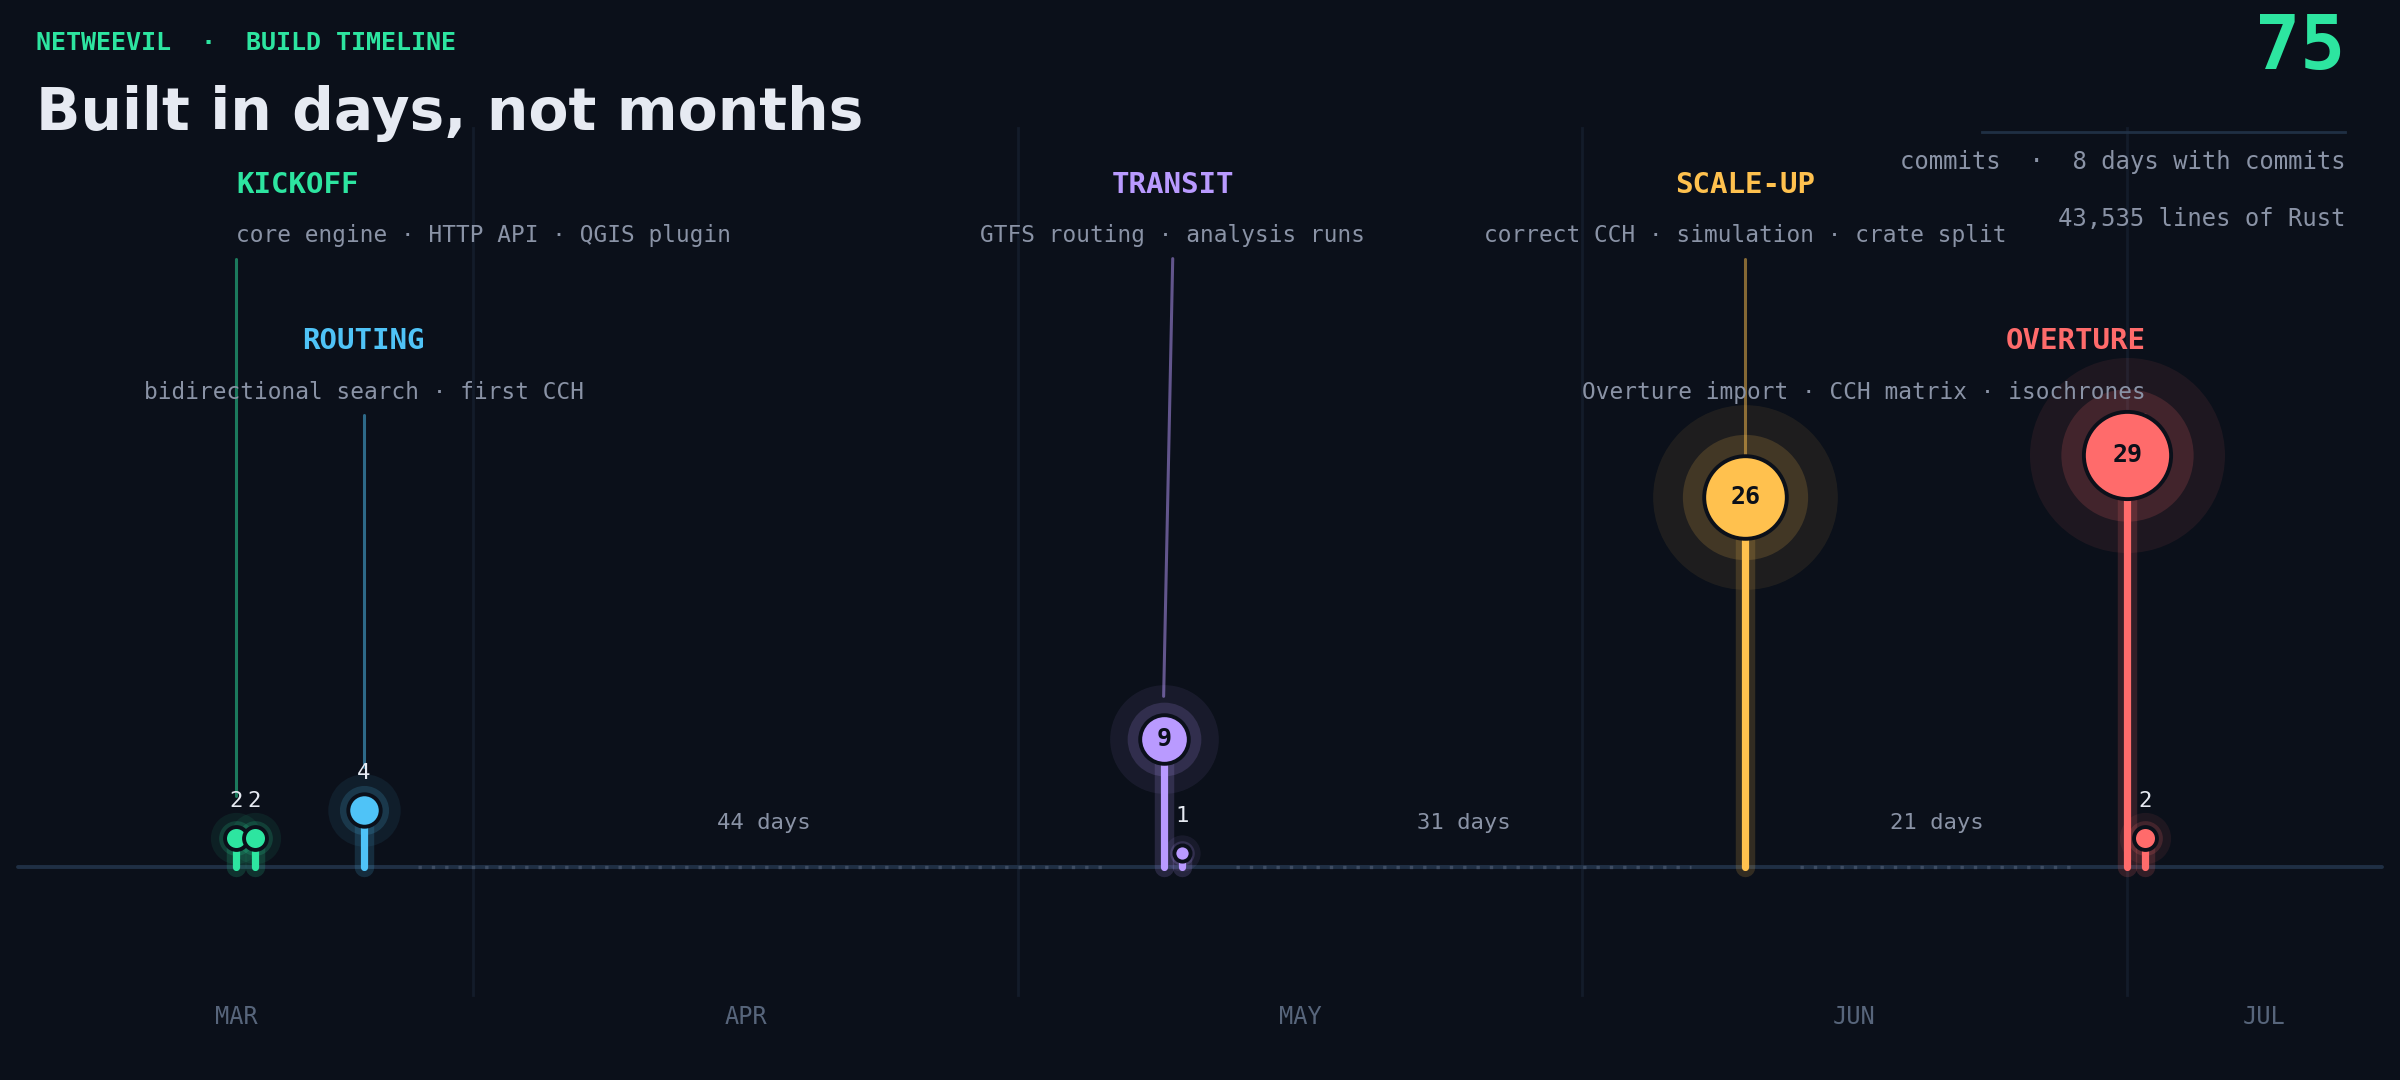 NETWEEVIL · BUILD TIMELINE
75
Built in days, not months
commits · 8 days with commits
43,535 lines of Rust
KICKOFF
core engine · HTTP API · QGIS plugin
TRANSIT
GTFS routing · analysis runs
SCALE-UP
correct CCH · simulation · crate split
ROUTING
bidirectional search · first CCH
OVERTURE
Overture import · CCH matrix · isochrones
29
26
9
4
2 2
1
2
44 days
31 days
21 days
MAR
APR
MAY
JUN
JUL